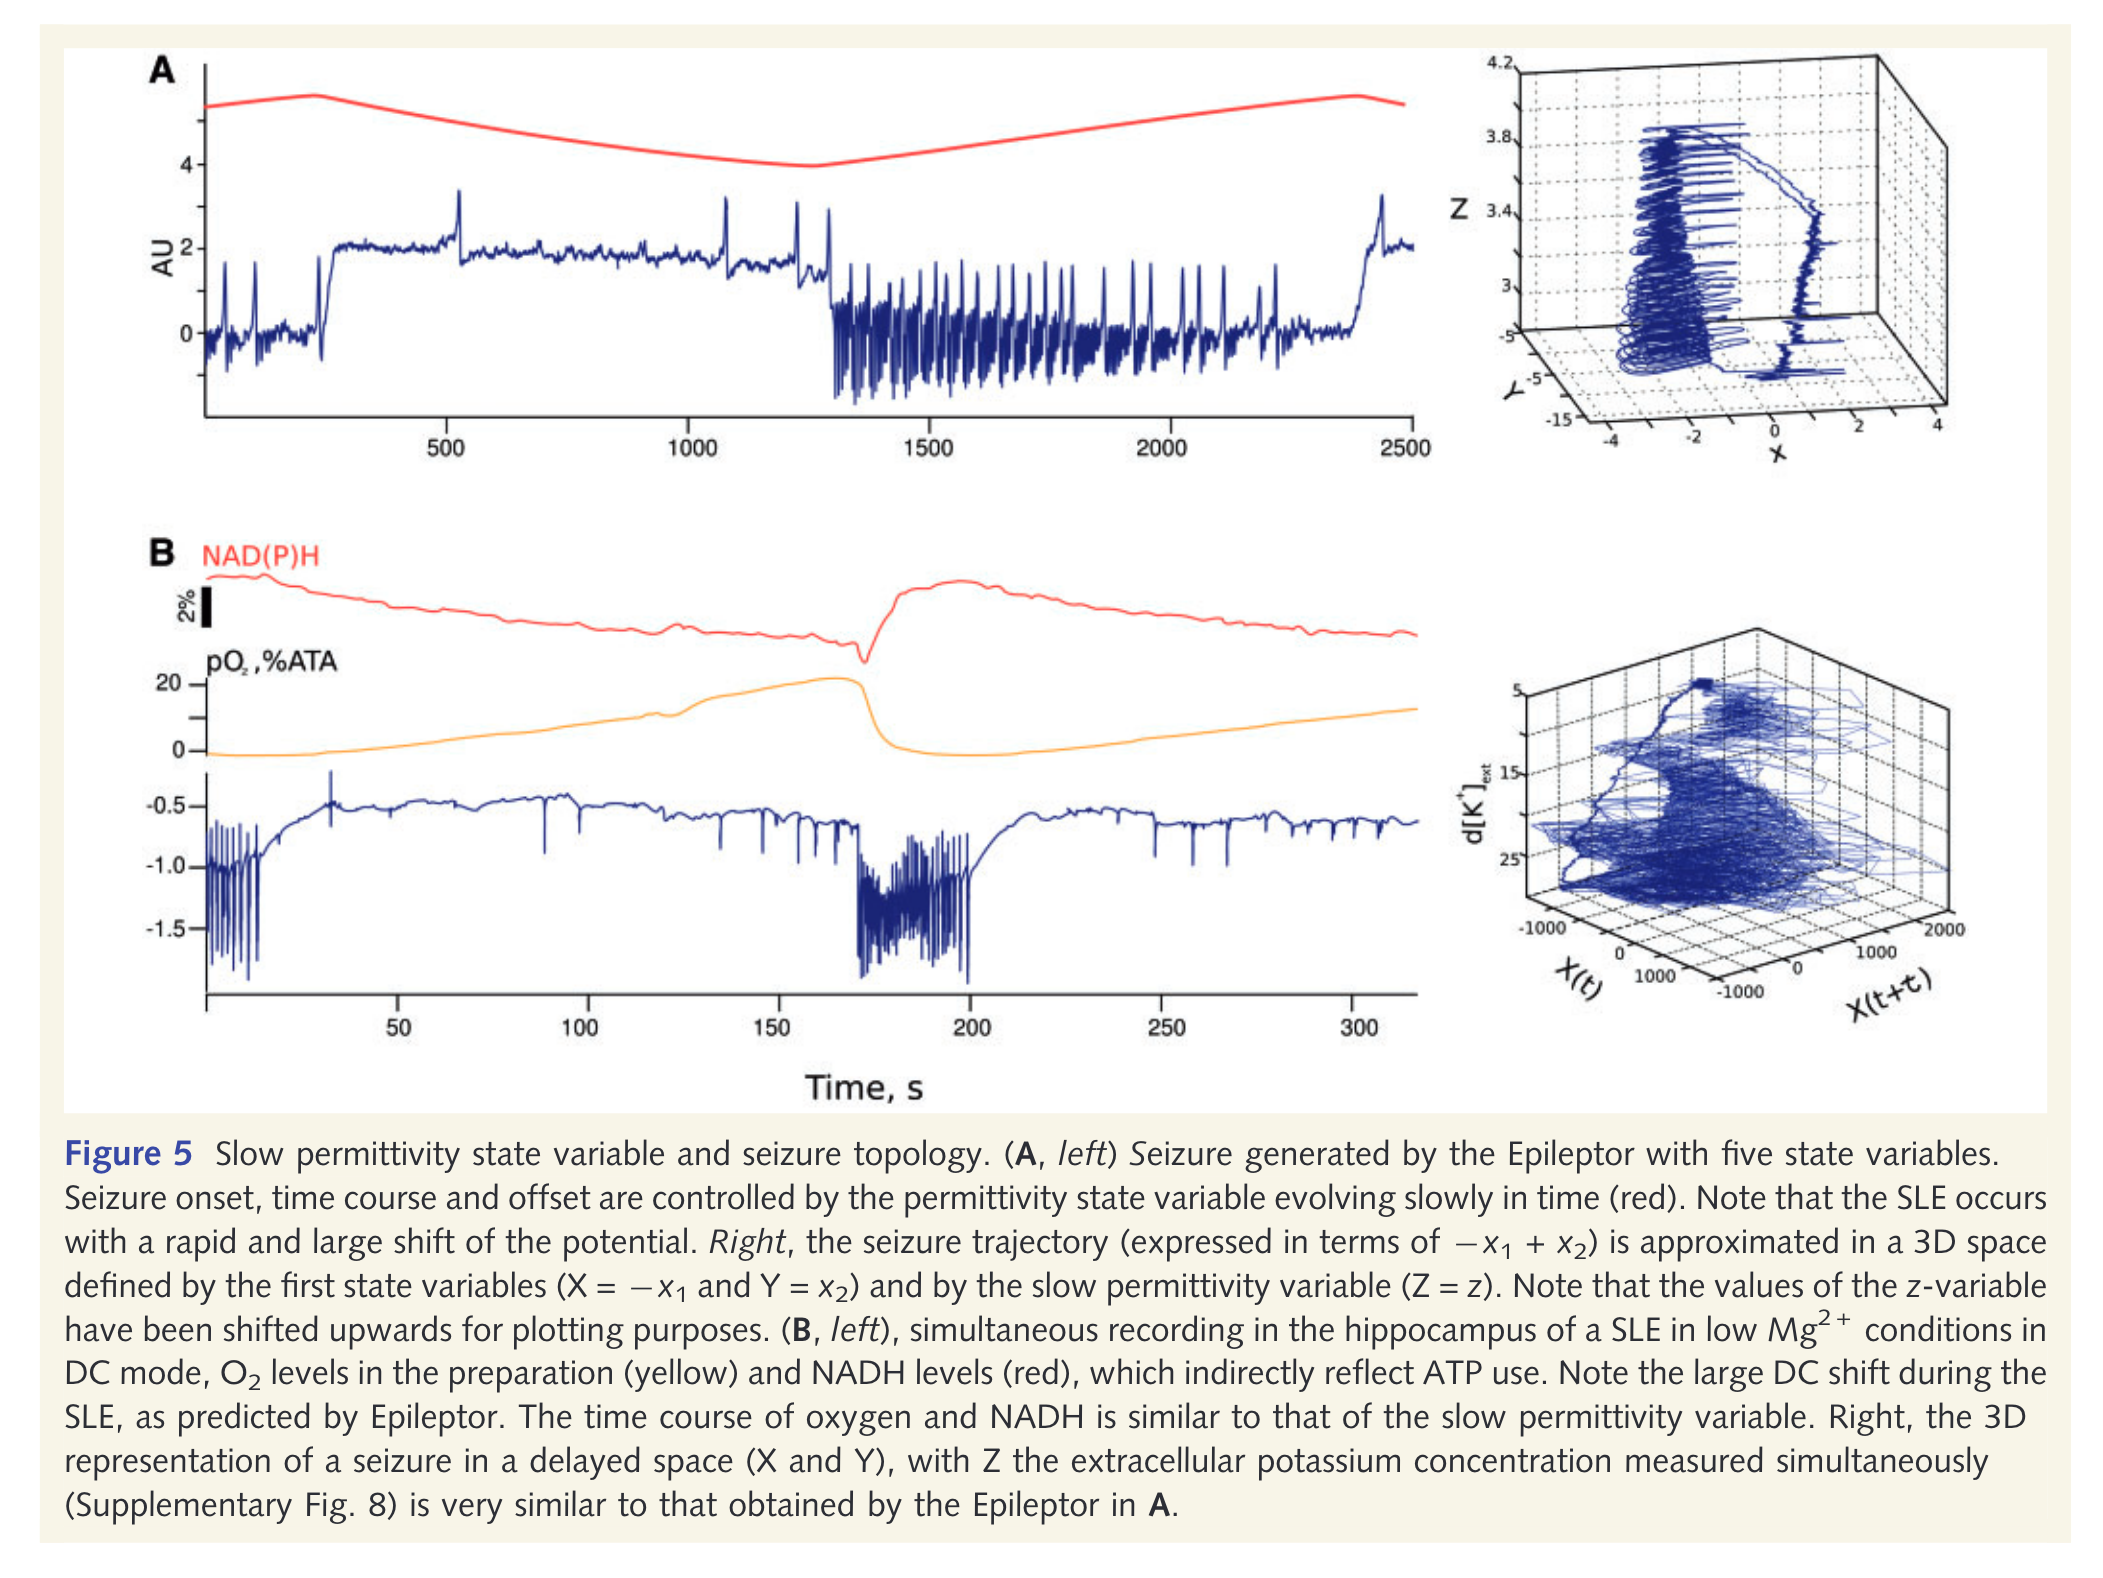 A
AU
4
2
0
500
1000
1500
2000
2500
4.2
3.8
3.4
3
Z
-5
-5
-15
Y
-4
-2
0
2
4
X
B
NAD(P)H
2%
pO₂ ,%ATA
20
0
-0.5
-1.0
-1.5
50
100
150
200
250
300
Time, s
5
15
25
d[K⁺]ext
-1000
0
1000
X(t)
-1000
0
1000
2000
X(t+τ)
Figure 5 Slow permittivity state variable and seizure topology. (A, left) Seizure generated by the Epileptor with five state variables.
Seizure onset, time course and offset are controlled by the permittivity state variable evolving slowly in time (red). Note that the SLE occurs
with a rapid and large shift of the potential. Right, the seizure trajectory (expressed in terms of −x₁ + x₂) is approximated in a 3D space
defined by the first state variables (X = −x₁ and Y = x₂) and by the slow permittivity variable (Z = z). Note that the values of the z-variable
have been shifted upwards for plotting purposes. (B, left), simultaneous recording in the hippocampus of a SLE in low Mg²⁺ conditions in
DC mode, O₂ levels in the preparation (yellow) and NADH levels (red), which indirectly reflect ATP use. Note the large DC shift during the
SLE, as predicted by Epileptor. The time course of oxygen and NADH is similar to that of the slow permittivity variable. Right, the 3D
representation of a seizure in a delayed space (X and Y), with Z the extracellular potassium concentration measured simultaneously
(Supplementary Fig. 8) is very similar to that obtained by the Epileptor in A.